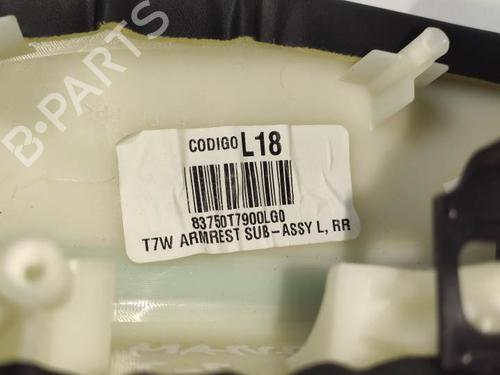 B-PARTS
CODIGO L18
83750T7900LG0
T7W ARMREST SUB-ASSY L, RR